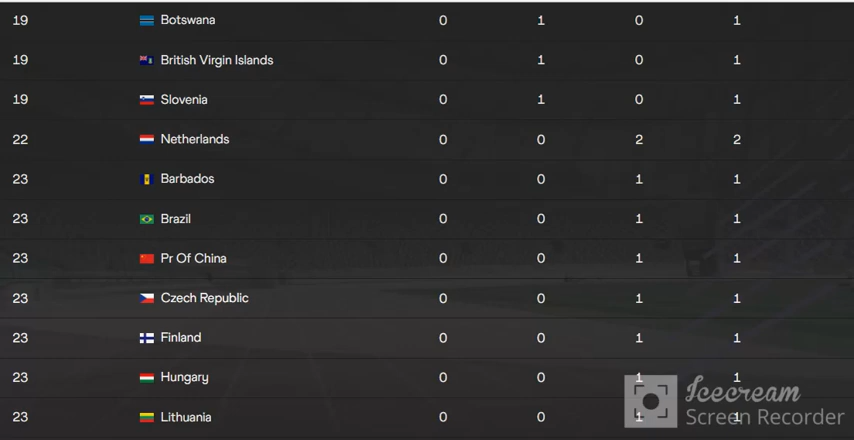 19 Botswana 0 1 0 1
19 British Virgin Islands 0 1 0 1
19 Slovenia 0 1 0 1
22 Netherlands 0 0 2 2
23 Barbados 0 0 1 1
23 Brazil 0 0 1 1
23 Pr Of China 0 0 1 1
23 Czech Republic 0 0 1 1
23 Finland 0 0 1 1
23 Hungary 0 0 1 1
23 Lithuania 0 0 1 1
Icecream
Screen Recorder